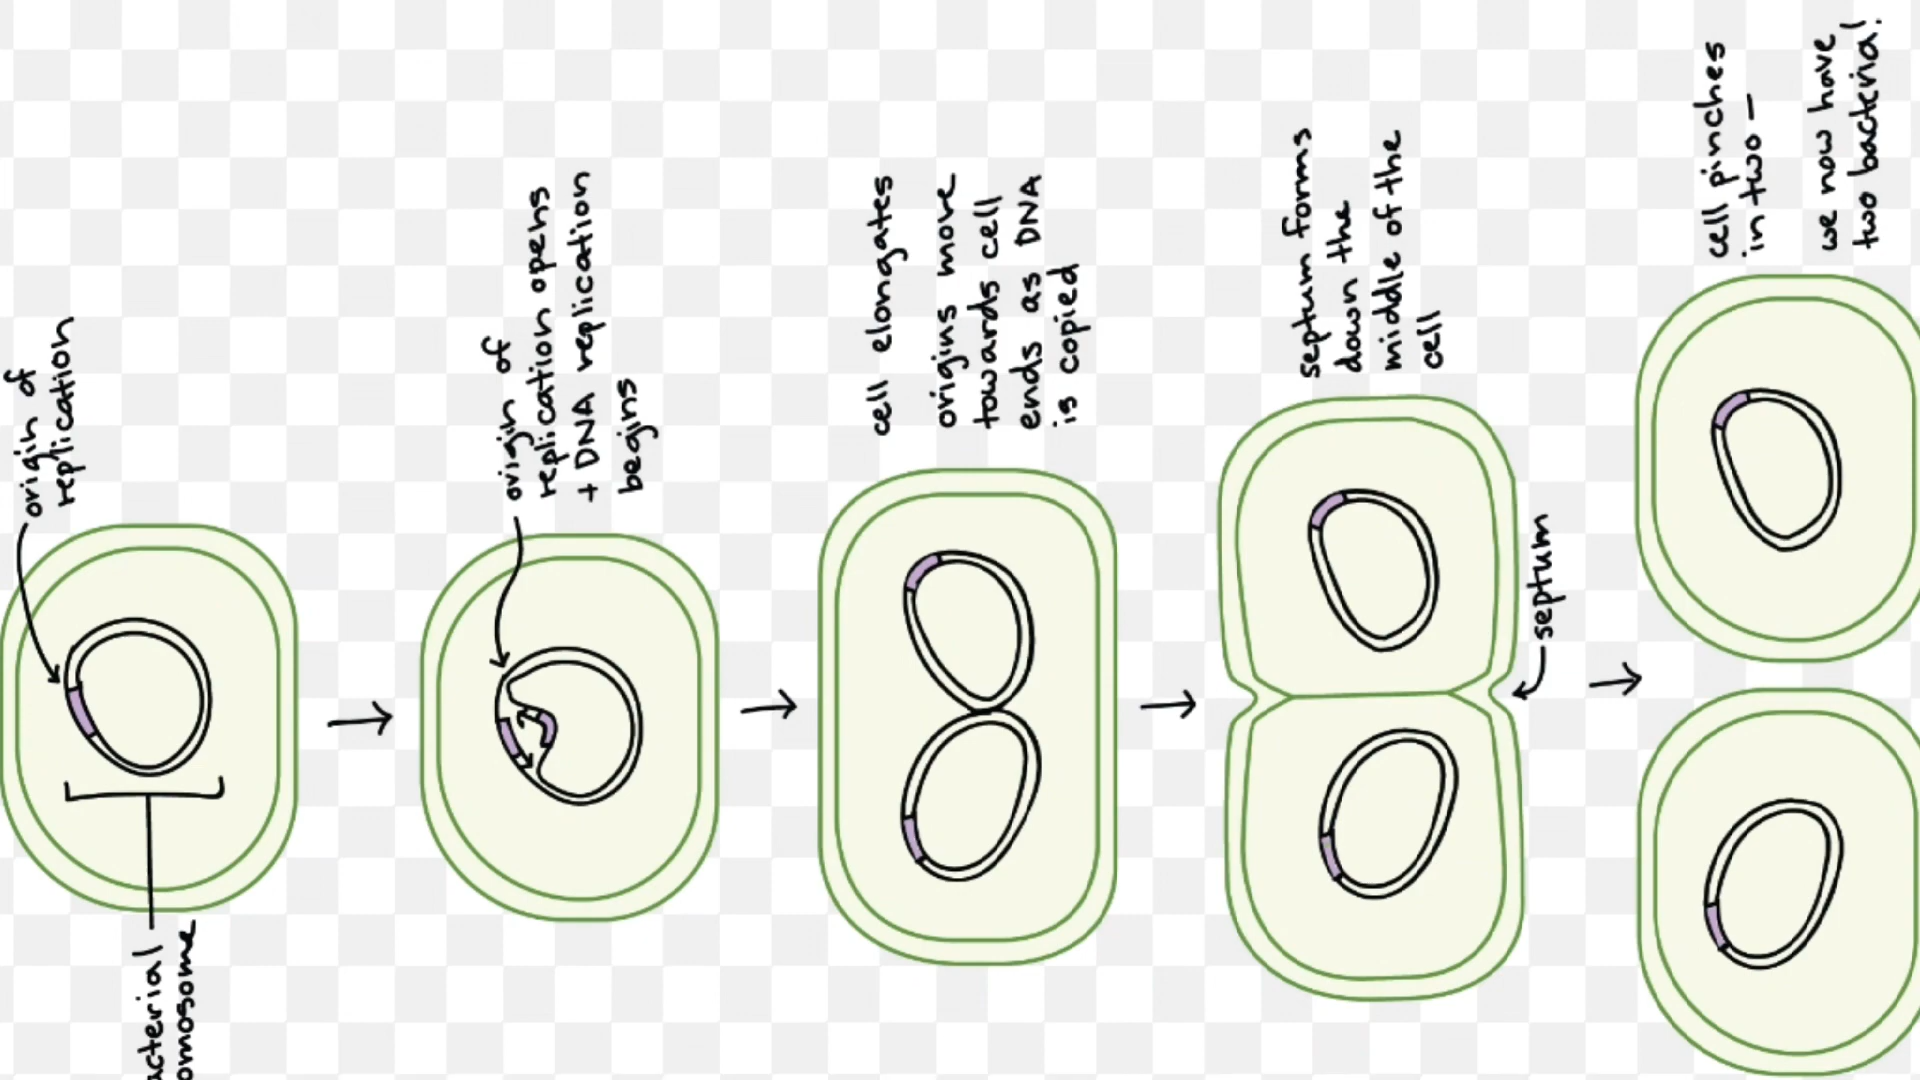 origin of
replication
acterial
omosome
origin of
replication opens
+ DNA replication
begins
cell elongates
origins move
towards cell
ends as DNA
is copied
septum forms
down the
middle of the
cell
septum
cell pinches
in two —
we now have
two bacteria!